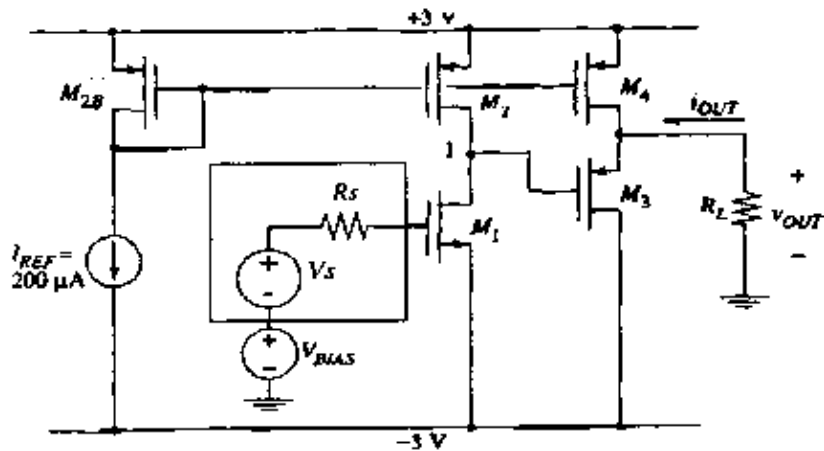 +3 V
M2B
M2
M4
iOUT
1
Rs
M3
M1
RL
+
vOUT
−
IREF =
200 μA
+
Vs
-
+
VBIAS
-
−3 V